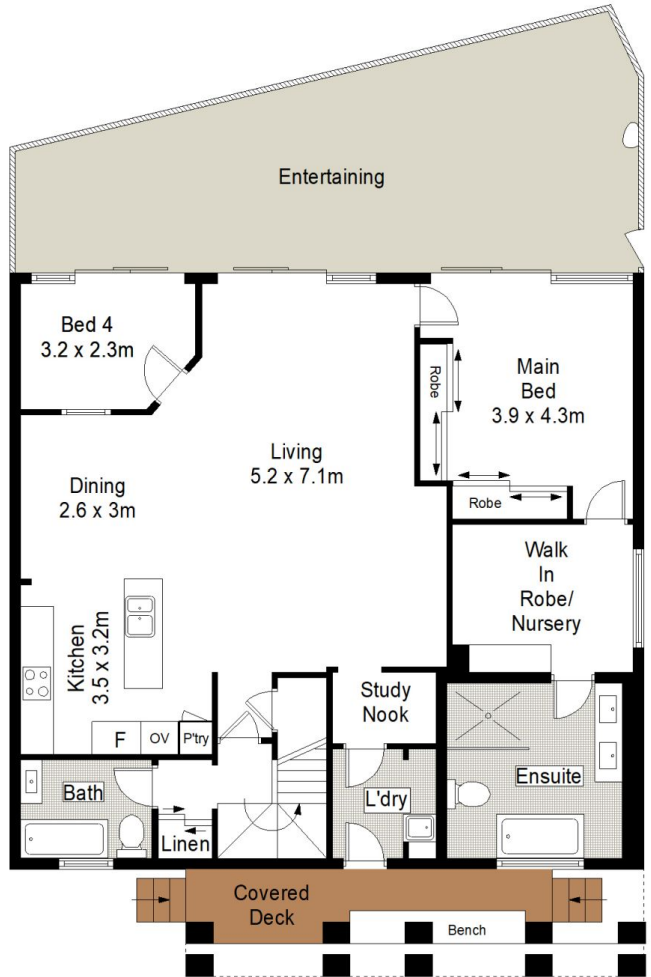 Entertaining
Bed 4
3.2 x 2.3m
Robe
Main
Bed
3.9 x 4.3m
Living
5.2 x 7.1m
Dining
2.6 x 3m
Robe
Walk
In
Robe/
Nursery
Kitchen
3.5 x 3.2m
Study
Nook
F
OV
P'try
Bath
Ensuite
L'dry
Linen
Covered
Deck
Bench